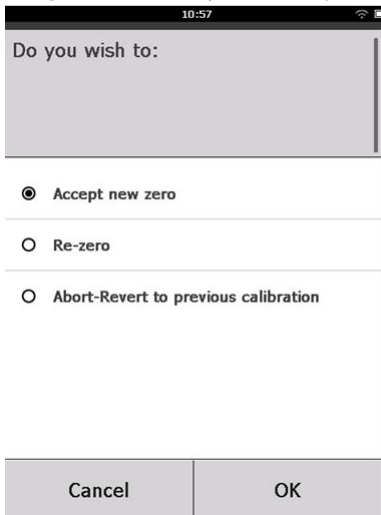 10:57
Do you wish to:
Accept new zero
Re-zero
Abort-Revert to previous calibration
Cancel
OK